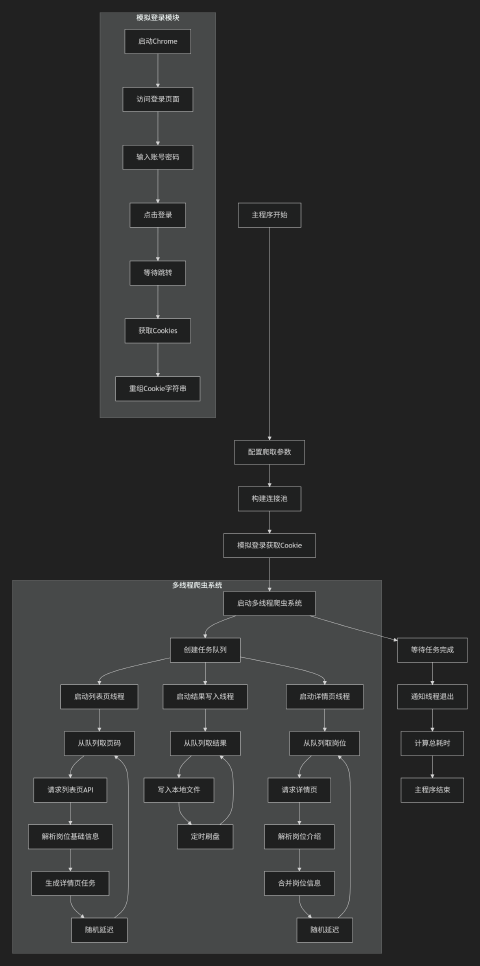 模拟登录模块
启动Chrome
访问登录页面
输入账号密码
点击登录
等待跳转
获取Cookies
重组Cookie字符串
主程序开始
配置爬取参数
构建连接池
模拟登录获取Cookie
多线程爬虫系统
启动多线程爬虫系统
创建任务队列
等待任务完成
启动列表页线程
启动结果写入线程
启动详情页线程
通知线程退出
从队列取页码
从队列取结果
从队列取岗位
计算总耗时
请求列表页API
写入本地文件
请求详情页
主程序结束
解析岗位基础信息
定时刷盘
解析岗位介绍
生成详情页任务
合并岗位信息
随机延迟
随机延迟